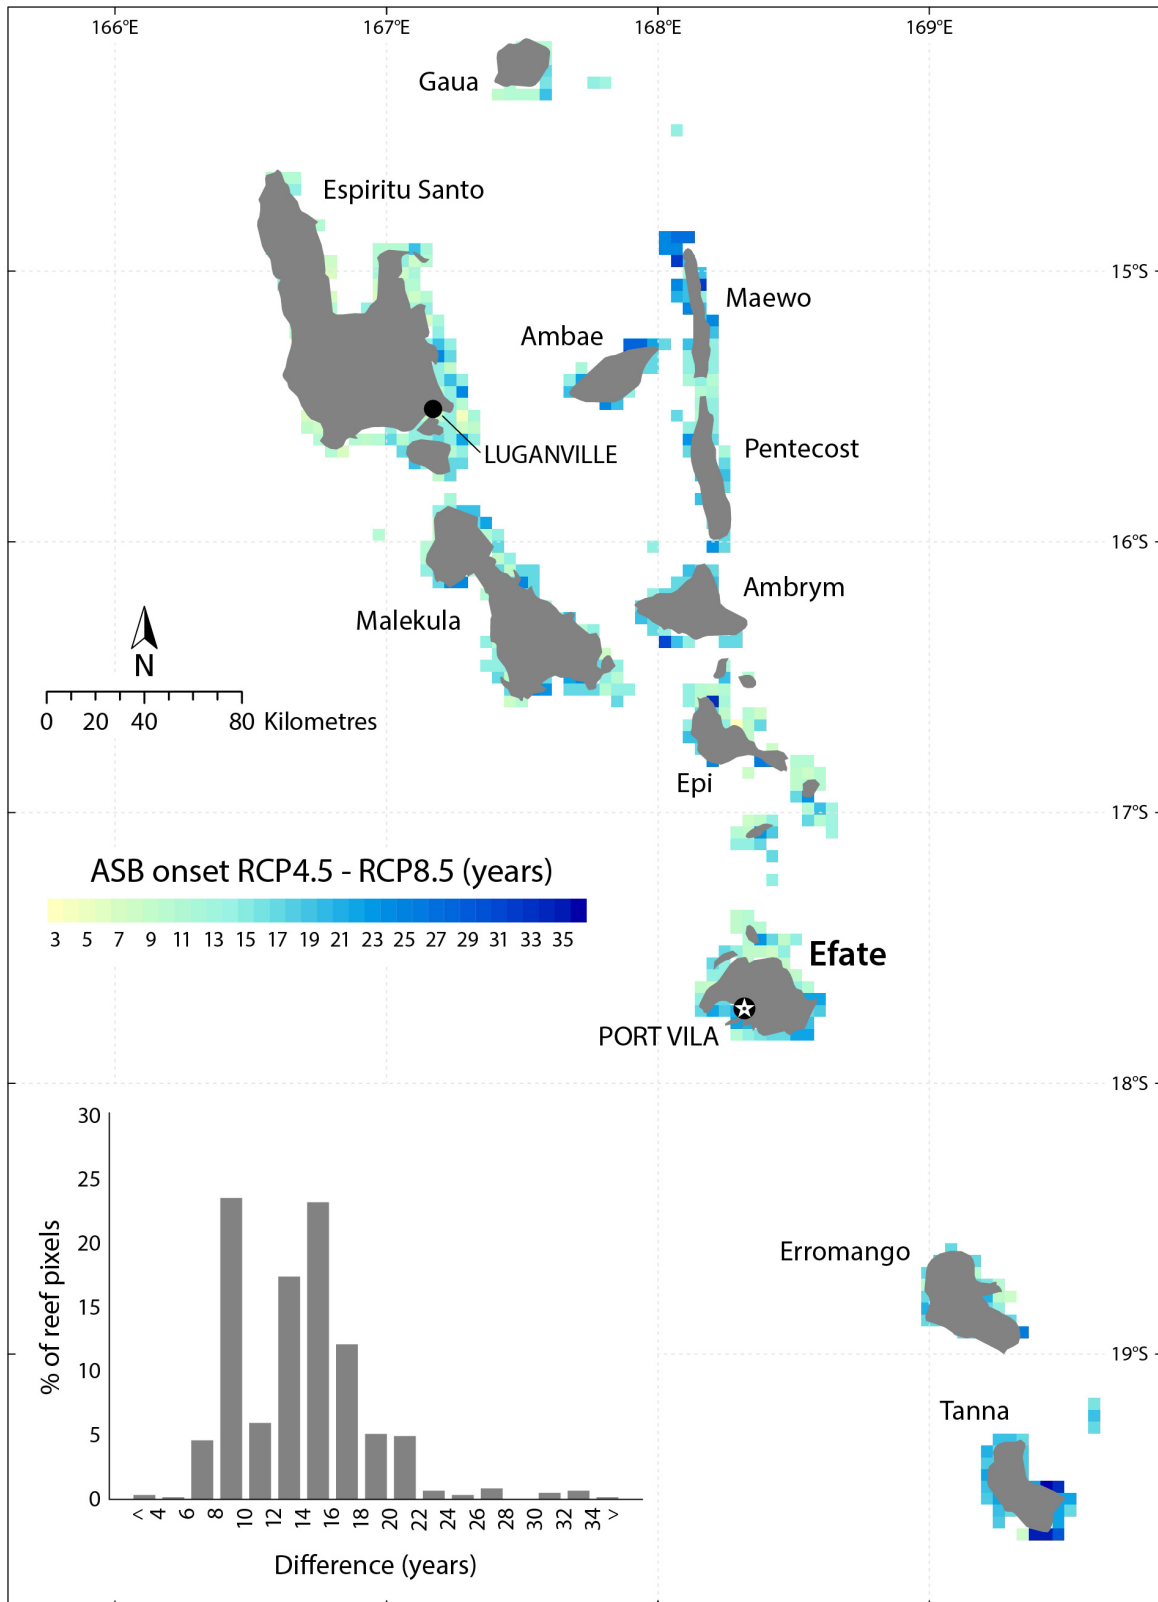 166°E 167°E 168°E 169°E
Gaua
Espiritu Santo
15°S
Maewo
Ambae
Pentecost
LUGANVILLE
16°S
Ambrym
Malekula
N
0 20 40 80 Kilometres
Epi
17°S
ASB onset RCP4.5 - RCP8.5 (years)
3 5 7 9 11 13 15 17 19 21 23 25 27 29 31 33 35
Efate
PORT VILA
18°S
30
25
20
15
10
5
0
% of reef pixels
< 4 6 8 10 12 14 16 18 20 22 24 26 28 30 32 34 >
Difference (years)
Erromango
19°S
Tanna